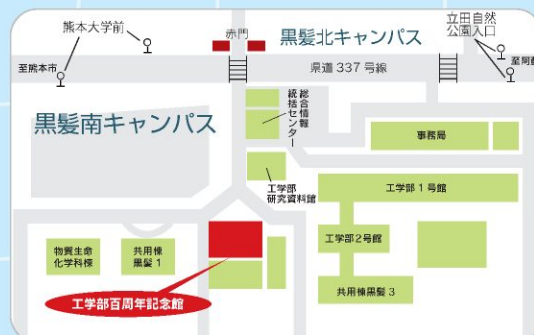 熊本大学前
赤門
黒髪北キャンパス
立田自然
公園入口
至熊本市
県道 337 号線
至阿蘇
黒髪南キャンパス
総合情報
統括センター
事務局
工学部
研究資料館
工学部 1 号館
物質生命
化学科棟
共用棟
黒髪 1
工学部2号館
共用棟黒髪 3
工学部百周年記念館